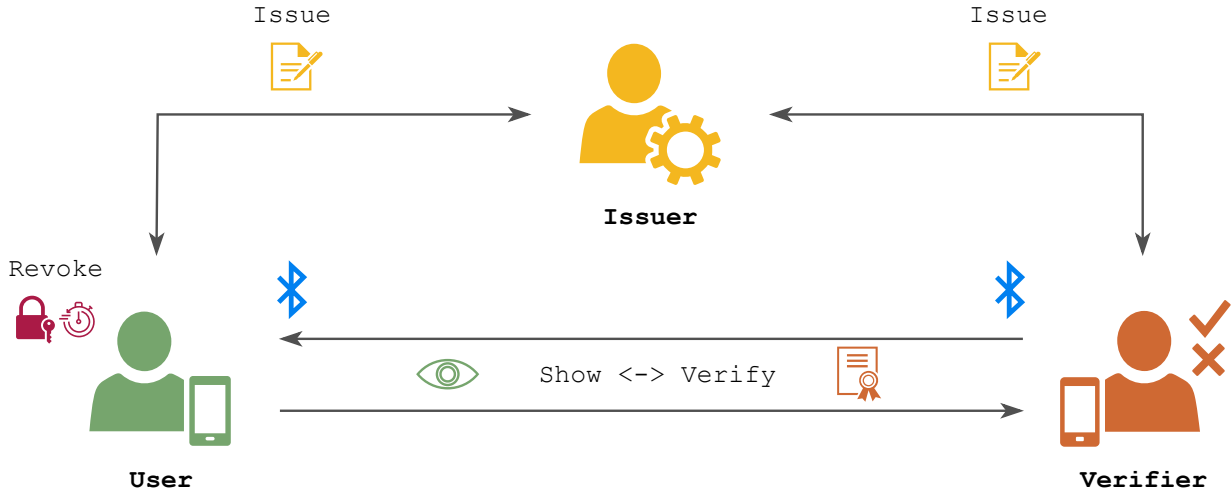 Issue
Issue
Issuer
Revoke
Show <-> Verify
User
Verifier